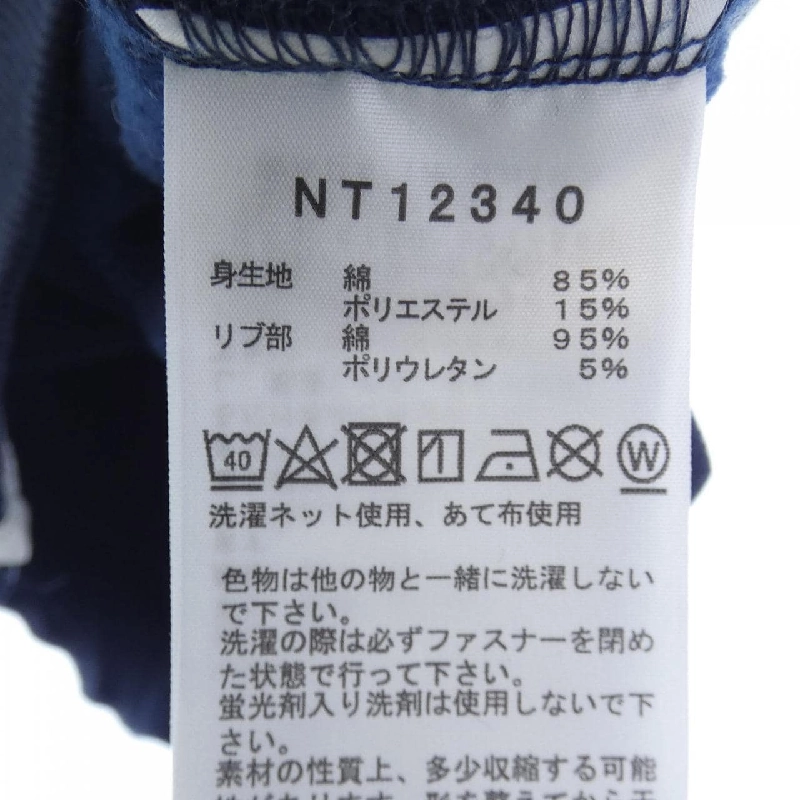 NT12340
身生地 綿 85%
ポリエステル 15%
リブ部 綿 95%
ポリウレタン 5%
40 W
洗濯ネット使用、あて布使用
色物は他の物と一緒に洗濯しない
で下さい。
洗濯の際は必ずファスナーを閉め
た状態で行って下さい。
蛍光剤入り洗剤は使用しないで下
さい。
素材の性質上、多少収縮する可能